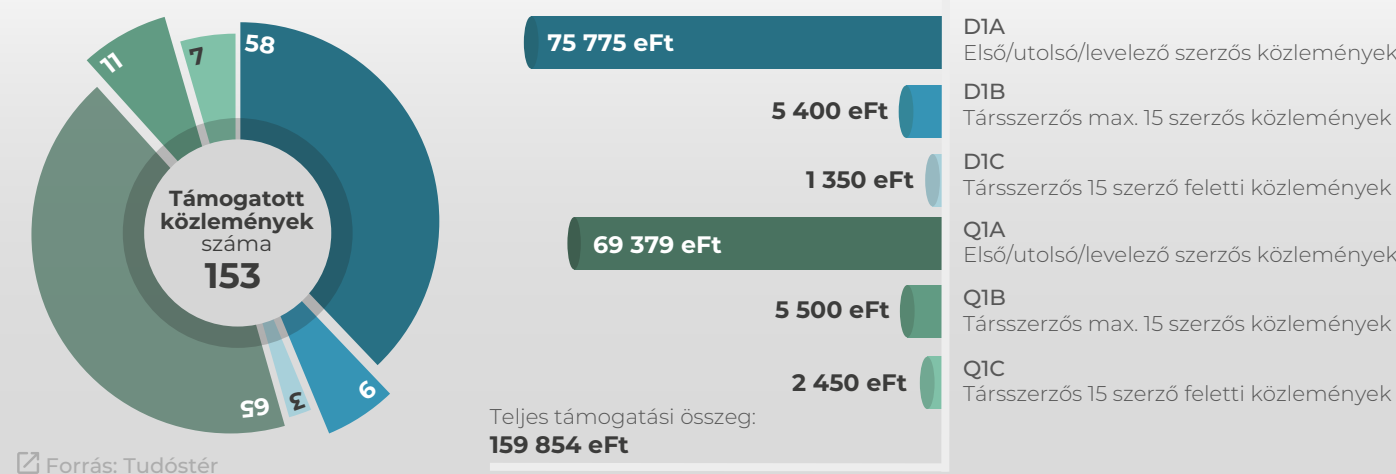 58
9
3
65
11
7
Támogatott
közlemények
száma
153
75 775 eFt
D1A
Első/utolsó/levelező szerzős közlemények
5 400 eFt
D1B
Társszerzős max. 15 szerzős közlemények
1 350 eFt
D1C
Társszerzős 15 szerző feletti közlemények
69 379 eFt
Q1A
Első/utolsó/levelező szerzős közlemények
5 500 eFt
Q1B
Társszerzős max. 15 szerzős közlemények
2 450 eFt
Q1C
Társszerzős 15 szerző feletti közlemények
Teljes támogatási összeg:
159 854 eFt
Forrás: Tudóstér